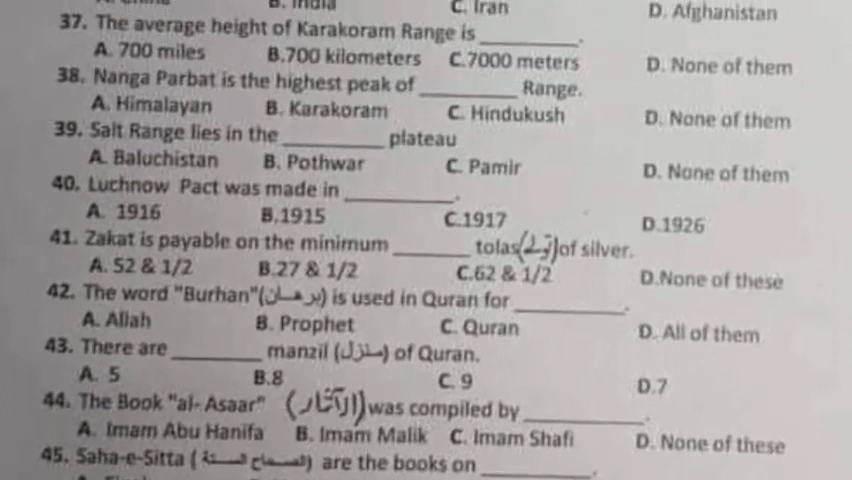 B. India C. Iran D. Afghanistan
37. The average height of Karakoram Range is ________.
A. 700 miles B.700 kilometers C.7000 meters D. None of them
38. Nanga Parbat is the highest peak of ________ Range.
A. Himalayan B. Karakoram C. Hindukush D. None of them
39. Salt Range lies in the ________ plateau
A. Baluchistan B. Pothwar C. Pamir D. None of them
40. Luchnow Pact was made in ________.
A. 1916 B.1915 C.1917 D.1926
41. Zakat is payable on the minimum ________ tolas(تولے)of silver.
A. 52 & 1/2 B.27 & 1/2 C.62 & 1/2 D.None of these
42. The word "Burhan"(برھان) is used in Quran for ________.
A. Allah B. Prophet C. Quran D. All of them
43. There are ________ manzil (منزل) of Quran.
A. 5 B.8 C. 9 D.7
44. The Book "al- Asaar" (الآثار) was compiled by ________.
A. Imam Abu Hanifa B. Imam Malik C. Imam Shafi D. None of these
45. Saha-e-Sitta (الصحاح الستة) are the books on ________.